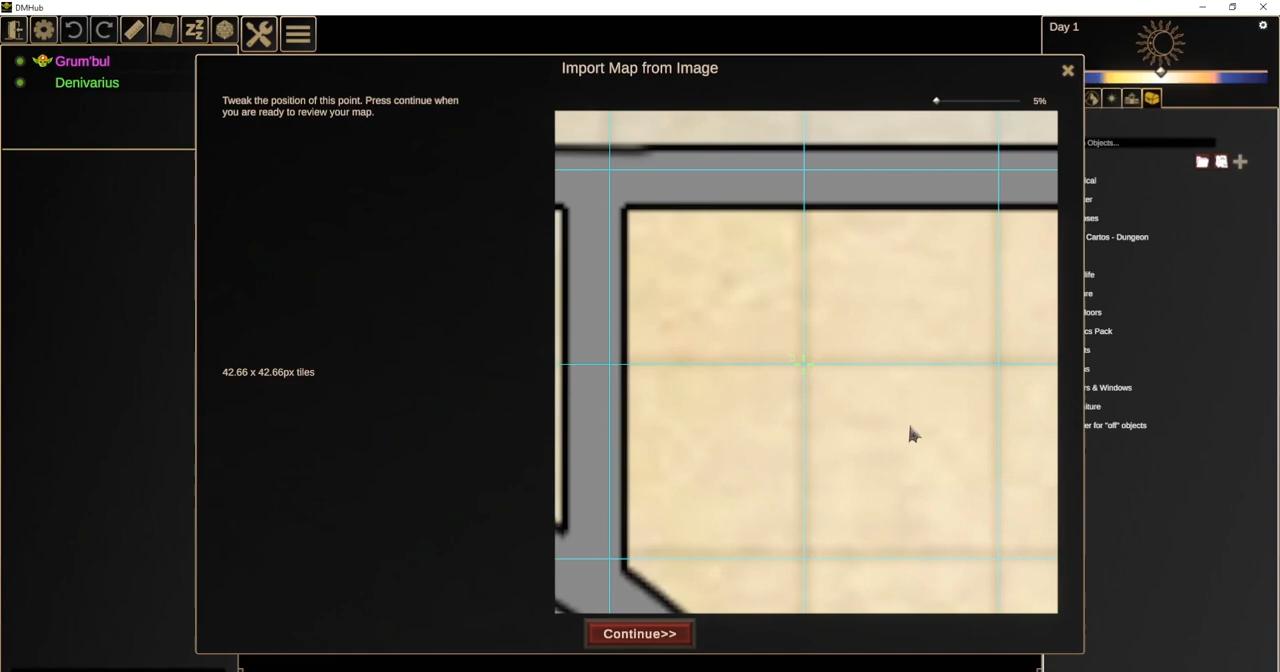 DMHub
Grum'bul
Denivarius
Import Map from Image
Tweak the position of this point. Press continue when
you are ready to review your map.
5%
42.66 x 42.66px tiles
Continue>>
Day 1
Objects...
ical
er
ses
Cartos - Dungeon
life
re
oors
cs Pack
ts
s
rs & Windows
iture
er for "off" objects